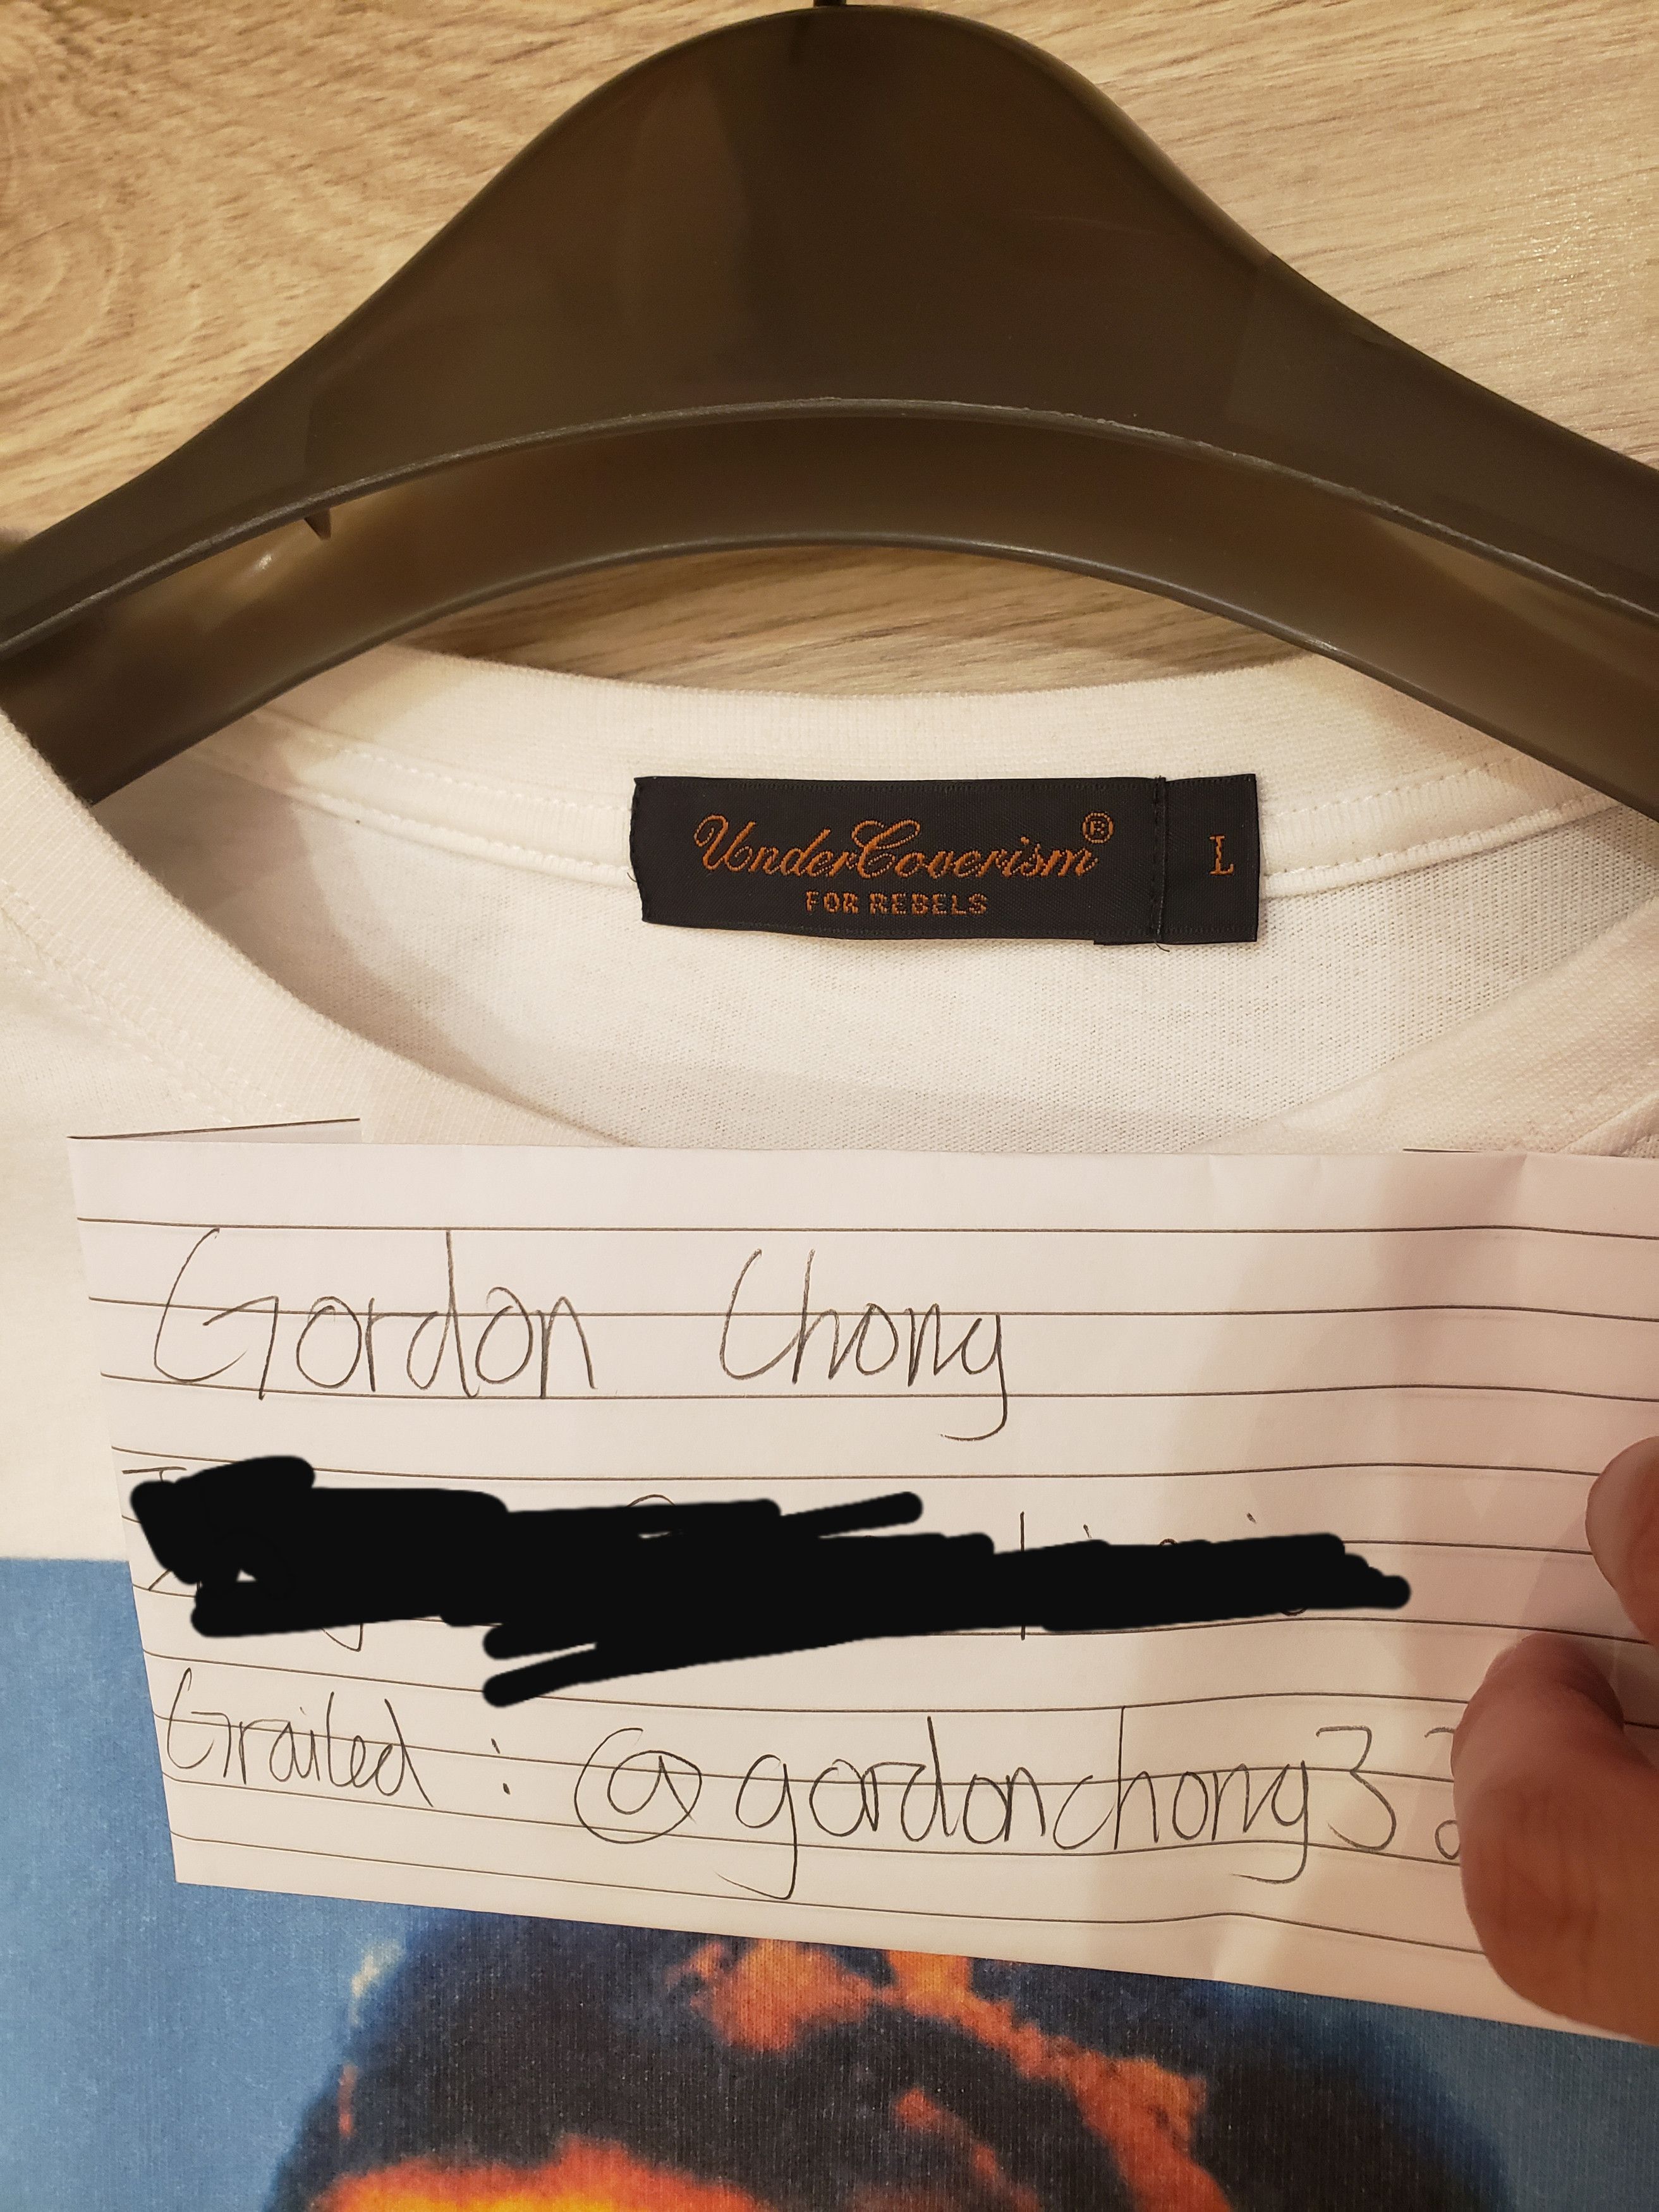 UnderCoverism® L
FOR REBELS
Gordon Chong
Grailed : @gordonchong3